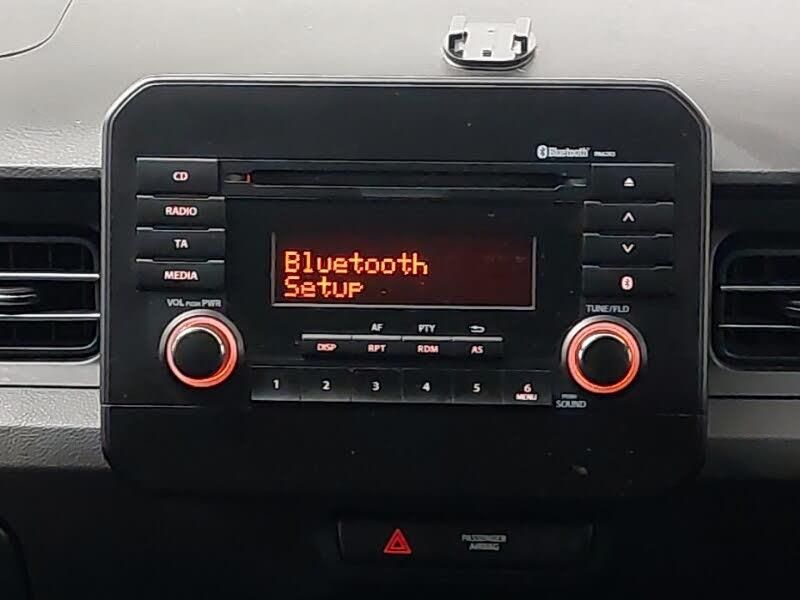 Bluetooth
CD
RADIO
TA
MEDIA
Bluetooth
Setup
VOL PUSH PWR
TUNE/FLD
AF PTY
DISP RPT RDM AS
1 2 3 4 5 6
MENU
PUSH
SOUND
PASSENGER
AIRBAG